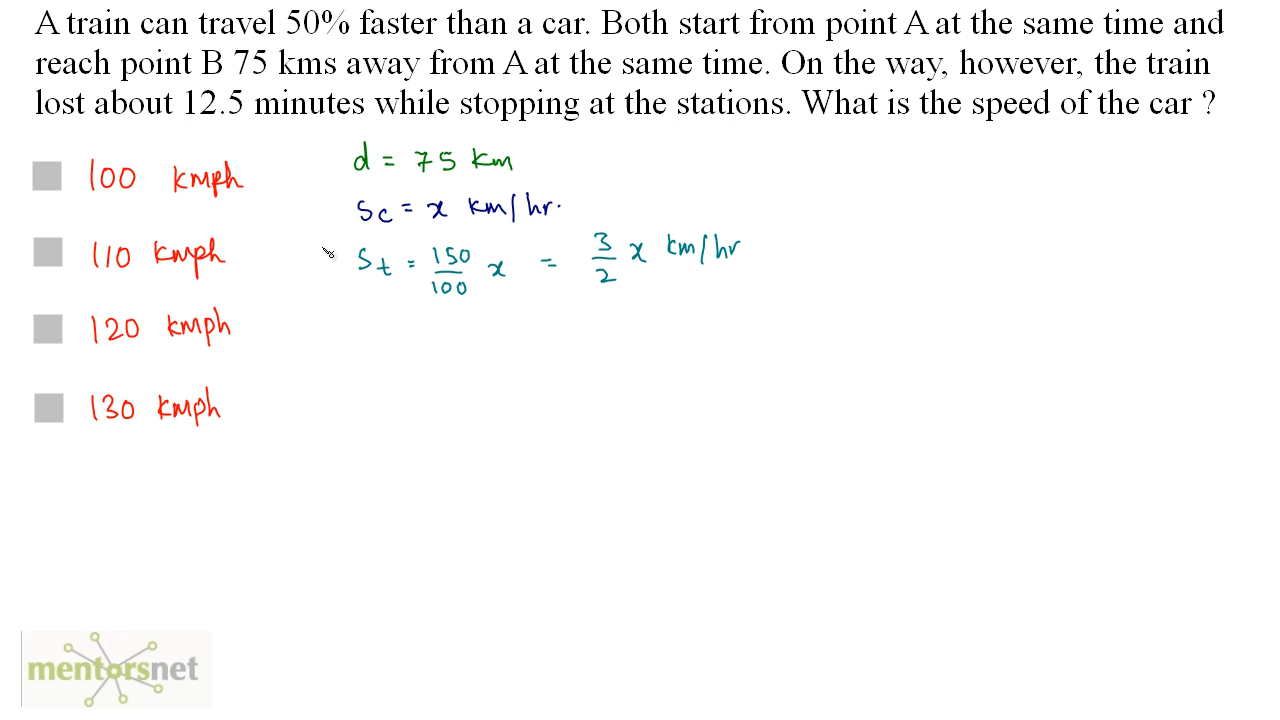 A train can travel 50% faster than a car. Both start from point A at the same time and
reach point B 75 kms away from A at the same time. On the way, however, the train
lost about 12.5 minutes while stopping at the stations. What is the speed of the car ?
100 kmph
110 kmph
120 kmph
130 kmph
d = 75 km
Sc = x km/hr.
St = 150/100 x = 3/2 x km/hr
mentorsnet